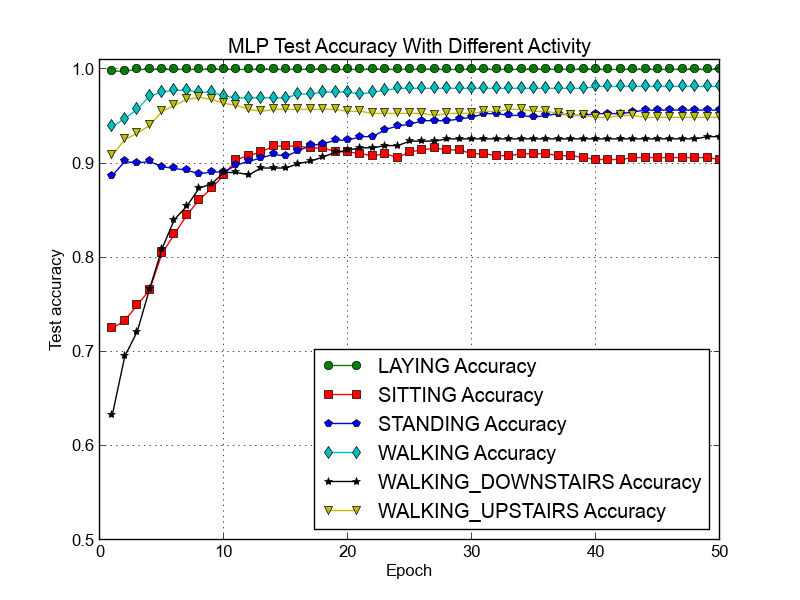 MLP Test Accuracy With Different Activity
1.0
0.9
0.8
0.7
0.6
0.5
Test accuracy
LAYING Accuracy
SITTING Accuracy
STANDING Accuracy
WALKING Accuracy
WALKING_DOWNSTAIRS Accuracy
WALKING_UPSTAIRS Accuracy
0 10 20 30 40 50
Epoch